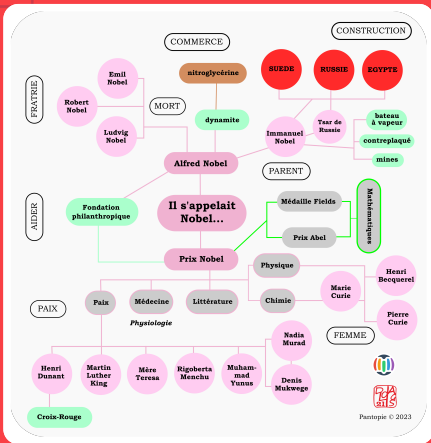 COMMERCE
CONSTRUCTION
FRATRIE
Emil
Nobel
Robert
Nobel
Ludvig
Nobel
MORT
nitroglycérine
dynamite
SUÈDE
RUSSIE
EGYPTE
Immanuel
Nobel
Tsar de
Russie
bateau
à vapeur
contreplaqué
mines
Alfred Nobel
PARENT
AIDER
Fondation
philanthropique
Il s'appelait
Nobel...
Médaille Fields
Prix Abel
Mathématiques
Prix Nobel
Physique
Paix
Médecine
Physiologie
Littérature
Chimie
Marie
Curie
Henri
Becquerel
Pierre
Curie
PAIX
FEMME
Henri
Dunant
Martin
Luther
King
Mère
Teresa
Rigoberta
Menchu
Muham-
mad
Yunus
Nadia
Murad
Denis
Mukwege
Croix-Rouge
Pantopie © 2023